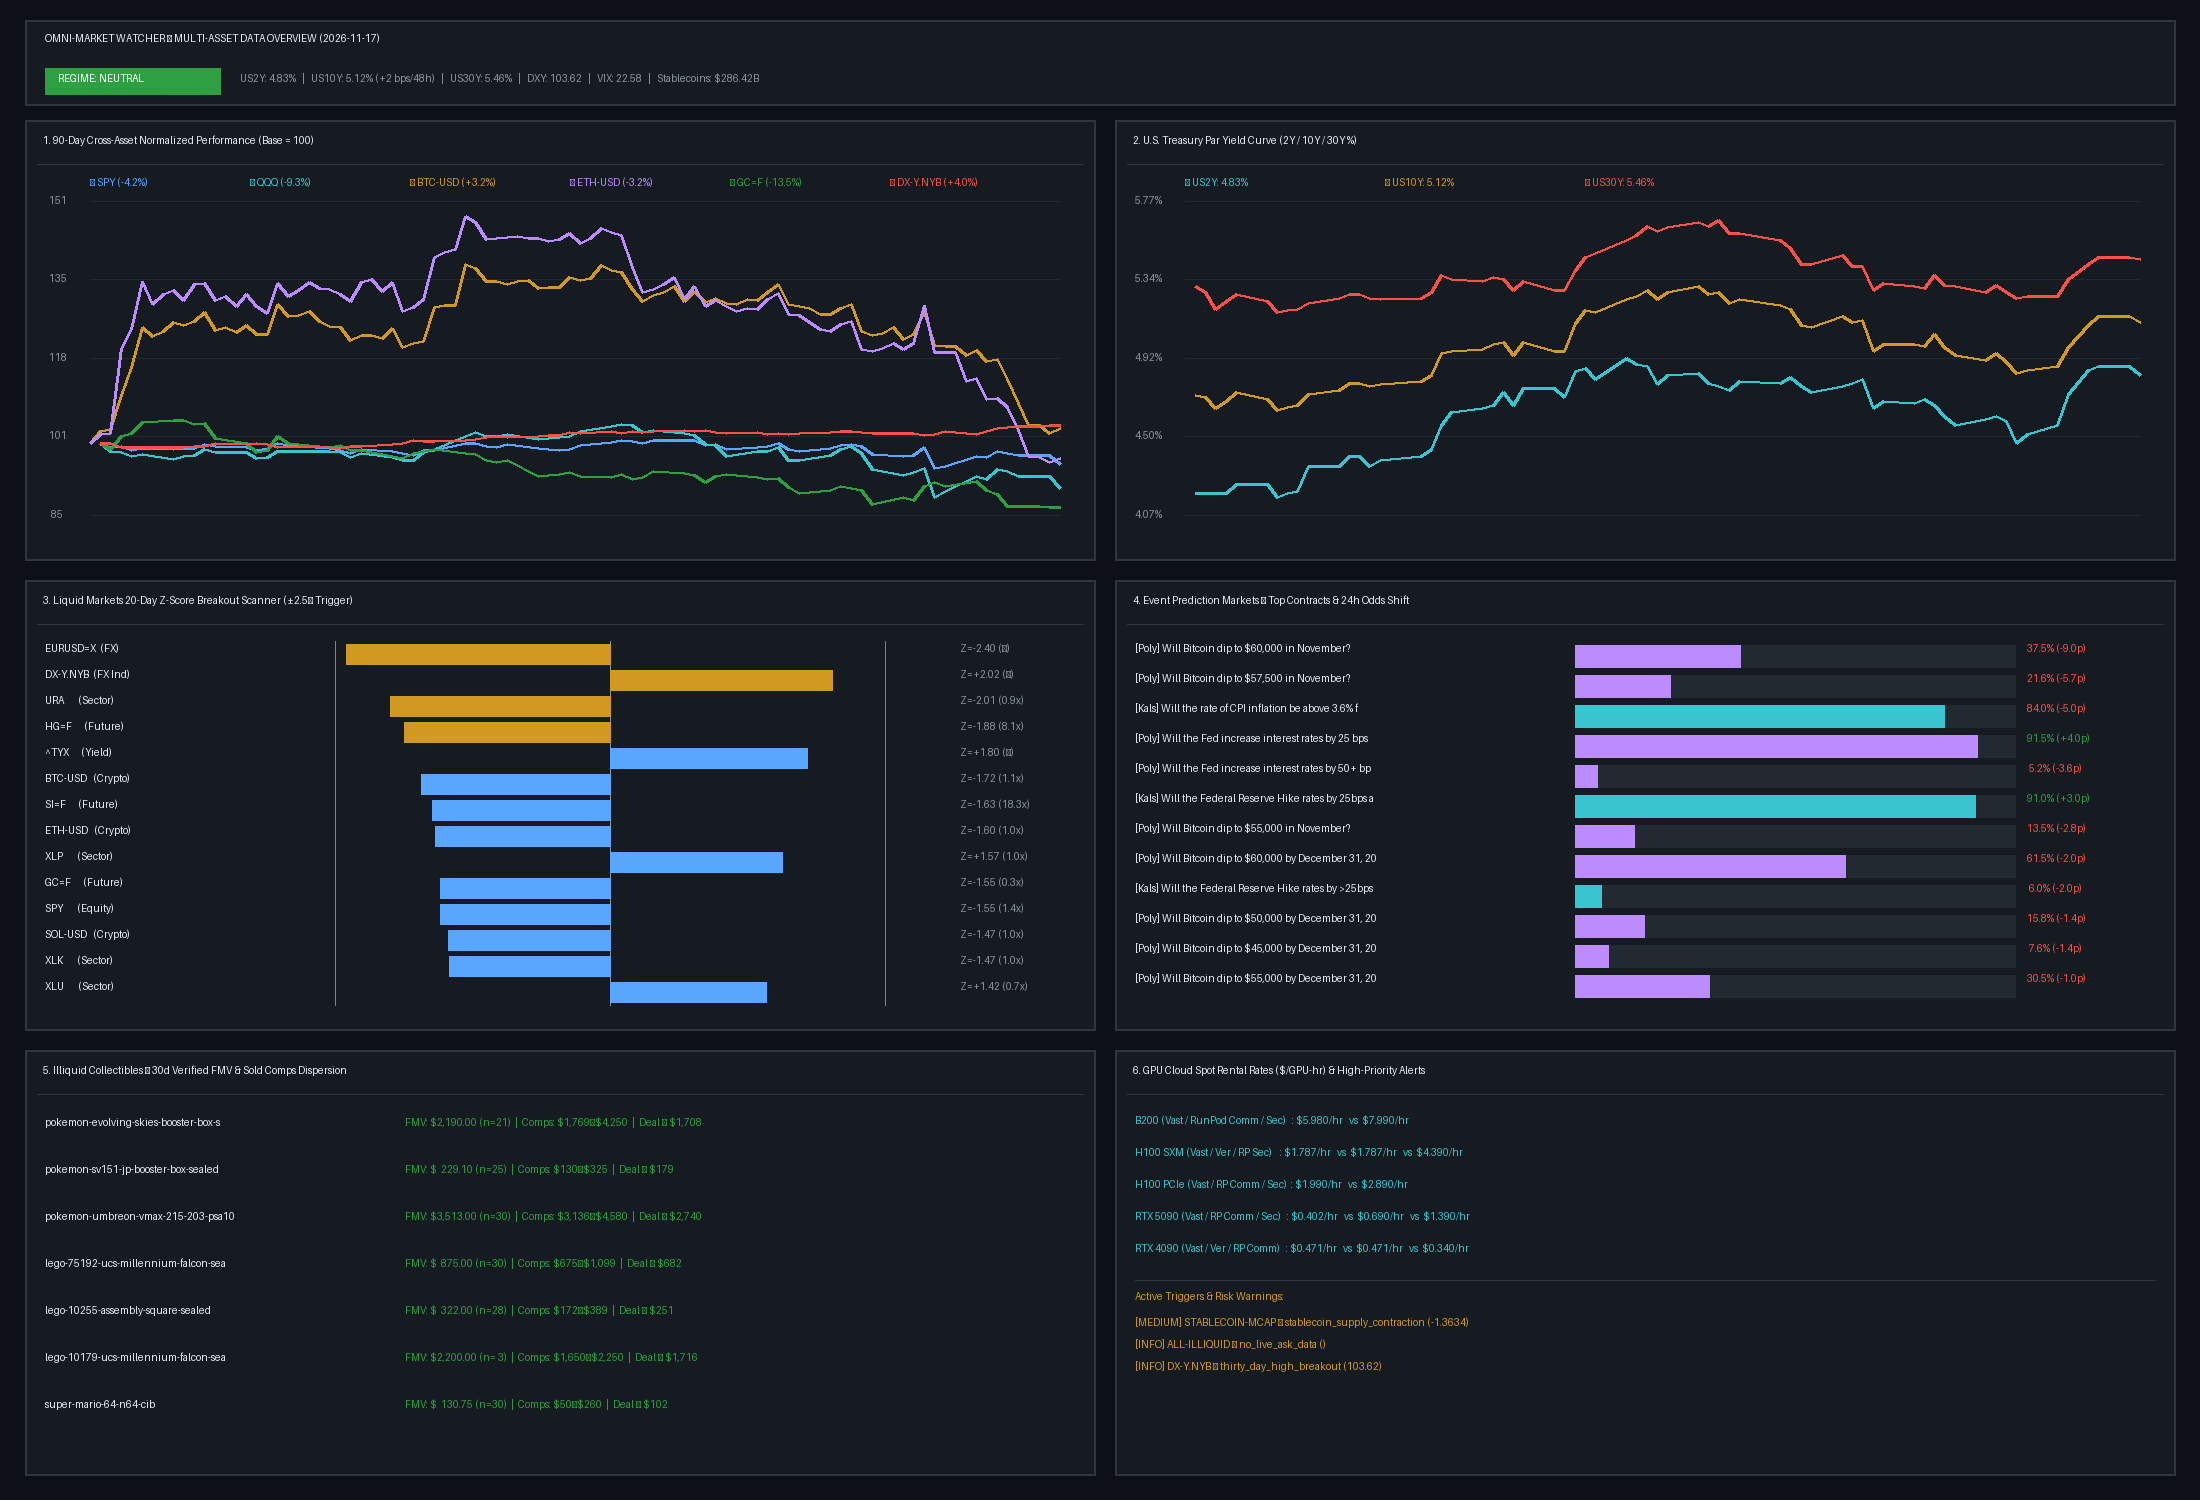 OMNI-MARKET WATCHER▯MULTI-ASSET DATA OVERVIEW (2026-11-17)
REGIME: NEUTRAL
US2Y: 4.83% | US10Y: 5.12% (+2 bps/48h) | US30Y: 5.46% | DXY: 103.62 | VIX: 22.58 | Stablecoins: $286.42B
1. 90-Day Cross-Asset Normalized Performance (Base = 100)
▯SPY (-4.2%) ▯QQQ (-9.3%) ▯BTC-USD (+3.2%) ▯ETH-USD (-3.2%) ▯GC=F (-13.5%) ▯DX-Y.NYB (+4.0%)
151
135
118
101
85
2. U.S. Treasury Par Yield Curve (2Y / 10Y / 30Y %)
▯US2Y: 4.83% ▯US10Y: 5.12% ▯US30Y: 5.46%
5.77%
5.34%
4.92%
4.50%
4.07%
3. Liquid Markets 20-Day Z-Score Breakout Scanner (±2.5▯ Trigger)
EURUSD=X (FX) Z=-2.40 (▯)
DX-Y.NYB (FX Ind) Z=+2.02 (▯)
URA (Sector) Z=-2.01 (0.9x)
HG=F (Future) Z=-1.88 (8.1x)
^TYX (Yield) Z=+1.80 (▯)
BTC-USD (Crypto) Z=-1.72 (1.1x)
SI=F (Future) Z=-1.63 (18.3x)
ETH-USD (Crypto) Z=-1.60 (1.0x)
XLP (Sector) Z=+1.57 (1.0x)
GC=F (Future) Z=-1.55 (0.3x)
SPY (Equity) Z=-1.55 (1.4x)
SOL-USD (Crypto) Z=-1.47 (1.0x)
XLK (Sector) Z=-1.47 (1.0x)
XLU (Sector) Z=+1.42 (0.7x)
4. Event Prediction Markets ▯ Top Contracts & 24h Odds Shift
[Poly] Will Bitcoin dip to $60,000 in November? 37.5% (-9.0p)
[Poly] Will Bitcoin dip to $57,500 in November? 21.6% (-5.7p)
[Kals] Will the rate of CPI inflation be above 3.6% f 84.0% (-5.0p)
[Poly] Will the Fed increase interest rates by 25 bps 91.5% (+4.0p)
[Poly] Will the Fed increase interest rates by 50+ bp 5.2% (-3.6p)
[Kals] Will the Federal Reserve Hike rates by 25bps a 91.0% (+3.0p)
[Poly] Will Bitcoin dip to $55,000 in November? 13.5% (-2.8p)
[Poly] Will Bitcoin dip to $60,000 by December 31, 20 61.5% (-2.0p)
[Kals] Will the Federal Reserve Hike rates by >25bps 6.0% (-2.0p)
[Poly] Will Bitcoin dip to $50,000 by December 31, 20 15.8% (-1.4p)
[Poly] Will Bitcoin dip to $45,000 by December 31, 20 7.6% (-1.4p)
[Poly] Will Bitcoin dip to $55,000 by December 31, 20 30.5% (-1.0p)
5. Illiquid Collectibles ▯ 30d Verified FMV & Sold Comps Dispersion
pokemon-evolving-skies-booster-box-s FMV: $2,190.00 (n=21) | Comps: $1,769▯$4,250 | Deal ▯ $1,708
pokemon-sv151-jp-booster-box-sealed FMV: $ 229.10 (n=25) | Comps: $130▯$325 | Deal ▯ $179
pokemon-umbreon-vmax-215-203-psa10 FMV: $3,513.00 (n=30) | Comps: $3,136▯$4,580 | Deal ▯ $2,740
lego-75192-ucs-millennium-falcon-sea FMV: $ 875.00 (n=30) | Comps: $675▯$1,099 | Deal ▯ $682
lego-10255-assembly-square-sealed FMV: $ 322.00 (n=28) | Comps: $172▯$389 | Deal ▯ $251
lego-10179-ucs-millennium-falcon-sea FMV: $2,200.00 (n= 3) | Comps: $1,650▯$2,250 | Deal ▯ $1,716
super-mario-64-n64-cib FMV: $ 130.75 (n=30) | Comps: $50▯$260 | Deal ▯ $102
6. GPU Cloud Spot Rental Rates ($/GPU-hr) & High-Priority Alerts
B200 (Vast / RunPod Comm / Sec) : $5.980/hr vs $7.990/hr
H100 SXM (Vast / Ver / RP Sec) : $1.787/hr vs $1.787/hr vs $4.390/hr
H100 PCIe (Vast / RP Comm / Sec) : $1.990/hr vs $2.890/hr
RTX 5090 (Vast / RP Comm / Sec) : $0.402/hr vs $0.690/hr vs $1.390/hr
RTX 4090 (Vast / Ver / RP Comm) : $0.471/hr vs $0.471/hr vs $0.340/hr
Active Triggers & Risk Warnings:
[MEDIUM] STABLECOIN-MCAP ▯ stablecoin_supply_contraction (-1.3634)
[INFO] ALL-ILLIQUID ▯ no_live_ask_data ()
[INFO] DX-Y.NYB ▯ thirty_day_high_breakout (103.62)